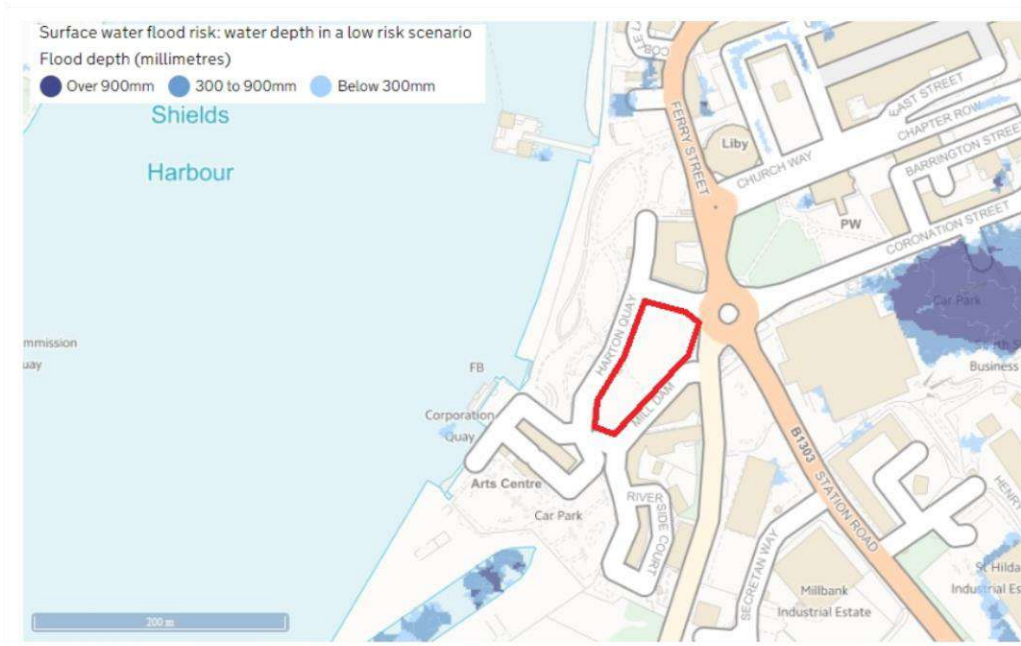 Surface water flood risk: water depth in a low risk scenario
Flood depth (millimetres)
Over 900mm 300 to 900mm Below 300mm
Shields
Harbour
FERRY STREET
Liby
CHURCH WAY
EAST STREET
CHAPTER ROW
BARRINGTON STREET
PW
CORONATION STREET
Car Park
HARTON QUAY
mmission
uay
FB
Business
MILL DAM
Corporation
Quay
B1303 STATION ROAD
Arts Centre
Car Park
RIVERSIDE COURT
HENRY
SECRETAN WAY
St Hilda
Industrial Es
Millbank
Industrial Estate
200 m